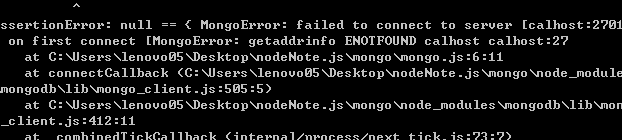 ^
ssertionError: null == { MongoError: failed to connect to server [calhost:2701
on first connect [MongoError: getaddrinfo ENOTFOUND calhost calhost:27
at C:\Users\lenovo05\Desktop\nodeNote.js\mongo\mongo.js:6:11
at connectCallback (C:\Users\lenovo05\Desktop\nodeNote.js\mongo\node_module
mongodb\lib\mongo_client.js:505:5)
at C:\Users\lenovo05\Desktop\nodeNote.js\mongo\node_modules\mongodb\lib\mon
_client.js:412:11
at _combinedTickCallback (internal/process/next_tick.js:73:7)